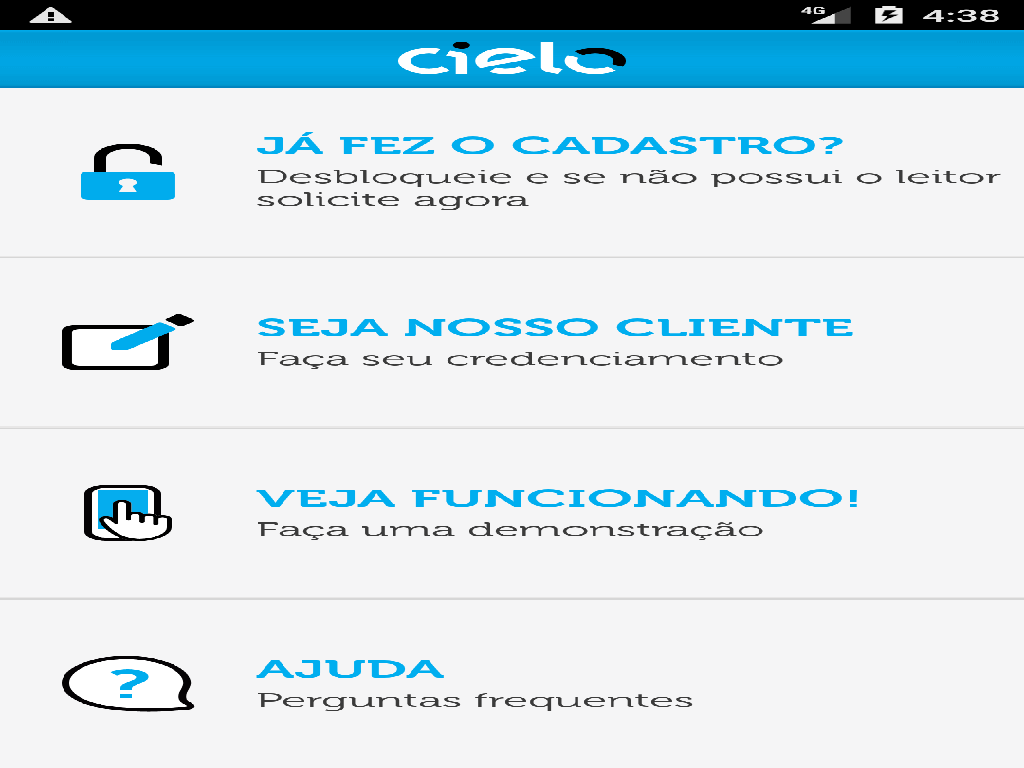 4G 4:38
cielo
JÁ FEZ O CADASTRO?
Desbloqueie e se não possui o leitor
solicite agora
SEJA NOSSO CLIENTE
Faça seu credenciamento
VEJA FUNCIONANDO!
Faça uma demonstração
?
AJUDA
Perguntas frequentes